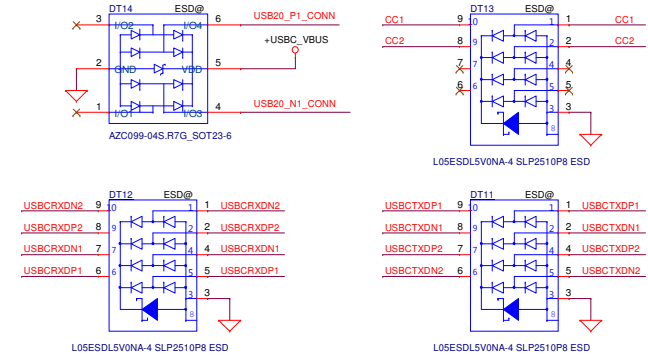 DT14 ESD@
3 I/O2 I/O4 6 USB20_P1_CONN
+USBC_VBUS
2 GND VDD 5
1 I/O1 I/O3 4 USB20_N1_CONN
AZC099-04S.R7G_SOT23-6
DT13 ESD@
CC1 9 10 1 1 CC1
CC2 8 9 2 2 CC2
7 7 4 4
6 6 5 5
3 3
8
L05ESDL5V0NA-4 SLP2510P8 ESD
DT12 ESD@
USBCRXDN2 9 10 1 1 USBCRXDN2
USBCRXDP2 8 9 2 2 USBCRXDP2
USBCRXDN1 7 7 4 4 USBCRXDN1
USBCRXDP1 6 6 5 5 USBCRXDP1
3 3
8
L05ESDL5V0NA-4 SLP2510P8 ESD
DT11 ESD@
USBCTXDP1 9 10 1 1 USBCTXDP1
USBCTXDN1 8 9 2 2 USBCTXDN1
USBCTXDP2 7 7 4 4 USBCTXDP2
USBCTXDN2 6 6 5 5 USBCTXDN2
3 3
8
L05ESDL5V0NA-4 SLP2510P8 ESD